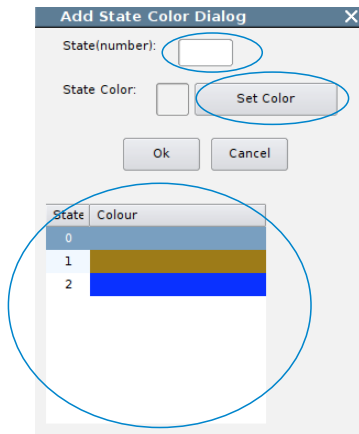 Add State Color Dialog
State(number):
State Color:
Set Color
Ok Cancel
State Colour
0
1
2